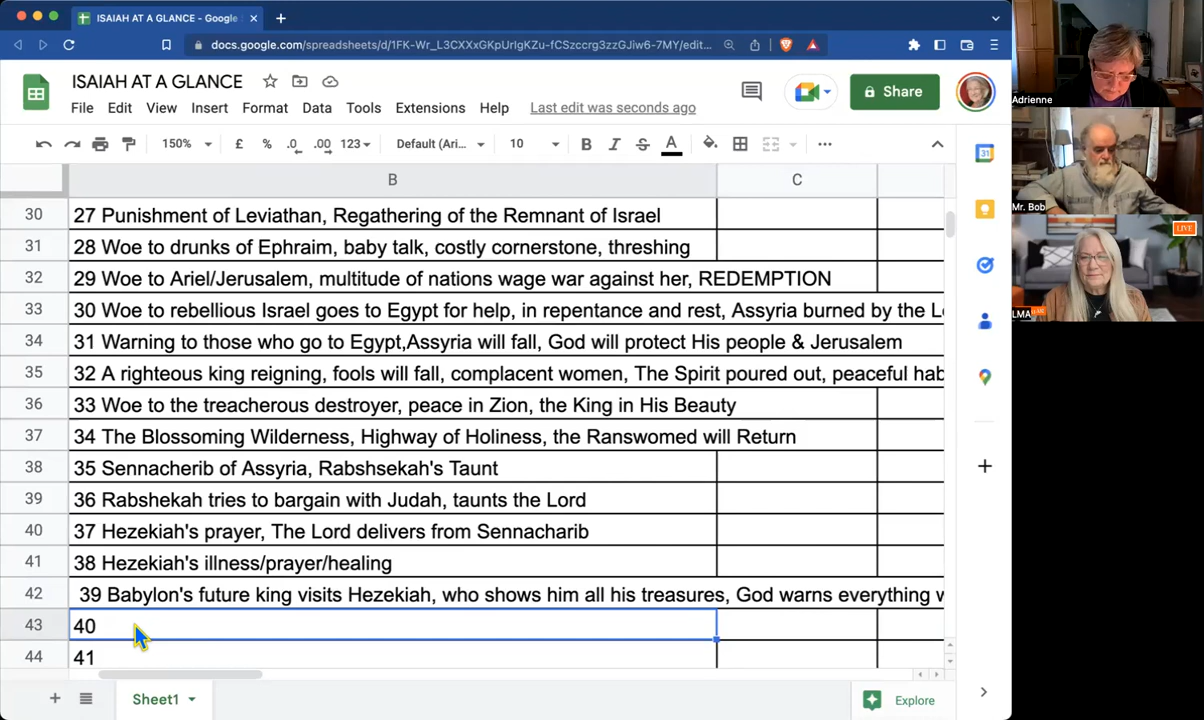 ISAIAH AT A GLANCE - Google
docs.google.com/spreadsheets/d/1FK-Wr_L3CXXxGKpUrIgKZu-fCSzccrg3zzGJiw6-7MY/edit...
ISAIAH AT A GLANCE
Share
File Edit View Insert Format Data Tools Extensions Help Last edit was seconds ago
150% £ % .0 .00 123 Default (Ari... 10 B I S A
B C
30 27 Punishment of Leviathan, Regathering of the Remnant of Israel
31 28 Woe to drunks of Ephraim, baby talk, costly cornerstone, threshing
32 29 Woe to Ariel/Jerusalem, multitude of nations wage war against her, REDEMPTION
33 30 Woe to rebellious Israel goes to Egypt for help, in repentance and rest, Assyria burned by the Lo
34 31 Warning to those who go to Egypt,Assyria will fall, God will protect His people & Jerusalem
35 32 A righteous king reigning, fools will fall, complacent women, The Spirit poured out, peaceful hab
36 33 Woe to the treacherous destroyer, peace in Zion, the King in His Beauty
37 34 The Blossoming Wilderness, Highway of Holiness, the Ranswomed will Return
38 35 Sennacherib of Assyria, Rabshsekah's Taunt
39 36 Rabshekah tries to bargain with Judah, taunts the Lord
40 37 Hezekiah's prayer, The Lord delivers from Sennacharib
41 38 Hezekiah's illness/prayer/healing
42 39 Babylon's future king visits Hezekiah, who shows him all his treasures, God warns everything w
43 40
44 41
Sheet1
Explore
31
Adrienne
Mr. Bob
LIVE
LMA